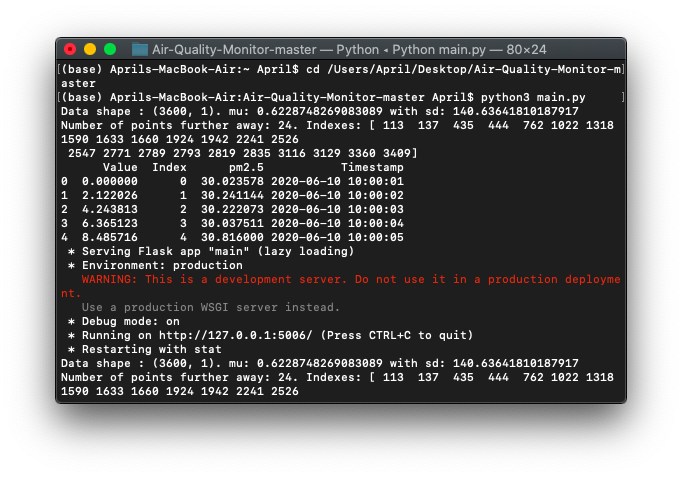 Air-Quality-Monitor-master — Python ◂ Python main.py — 80×24
[(base) Aprils-MacBook-Air:~ April$ cd /Users/April/Desktop/Air-Quality-Monitor-m]
aster
[(base) Aprils-MacBook-Air:Air-Quality-Monitor-master April$ python3 main.py     ]
Data shape : (3600, 1). mu: 0.6228748269083089 with sd: 140.63641810187917
Number of points further away: 24. Indexes: [ 113  137  435  444  762 1022 1318
1590 1633 1660 1924 1942 2241 2526
 2547 2771 2789 2793 2819 2835 3116 3129 3360 3409]
      Value  Index      pm2.5           Timestamp
0  0.000000      0  30.023578 2020-06-10 10:00:01
1  2.122026      1  30.241144 2020-06-10 10:00:02
2  4.243813      2  30.222073 2020-06-10 10:00:03
3  6.365123      3  30.037511 2020-06-10 10:00:04
4  8.485716      4  30.816000 2020-06-10 10:00:05
 * Serving Flask app "main" (lazy loading)
 * Environment: production
   WARNING: This is a development server. Do not use it in a production deployme
nt.
   Use a production WSGI server instead.
 * Debug mode: on
 * Running on http://127.0.0.1:5006/ (Press CTRL+C to quit)
 * Restarting with stat
Data shape : (3600, 1). mu: 0.6228748269083089 with sd: 140.63641810187917
Number of points further away: 24. Indexes: [ 113  137  435  444  762 1022 1318
1590 1633 1660 1924 1942 2241 2526